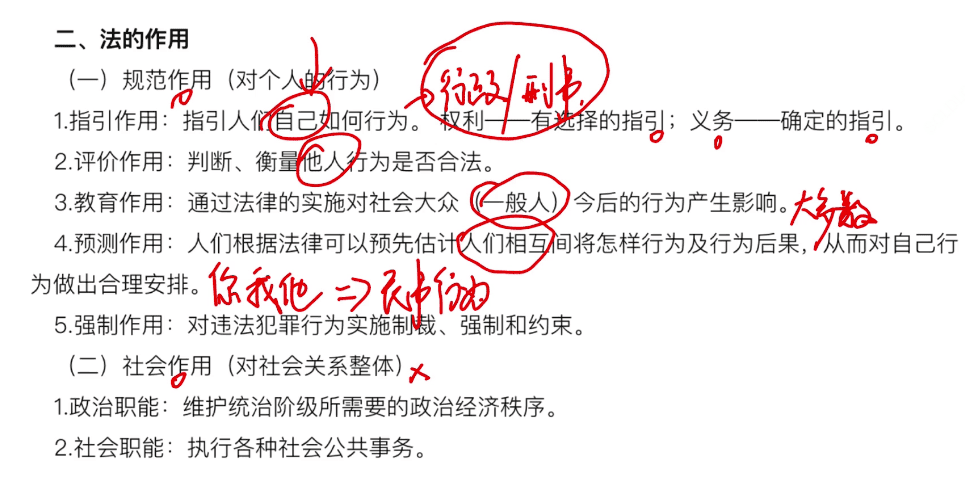 二、法的作用
（一）规范作用（对个人的行为）
行政/刑事
1.指引作用：指引人们自己如何行为。权利——有选择的指引；义务——确定的指引。
2.评价作用：判断、衡量他人行为是否合法。
3.教育作用：通过法律的实施对社会大众（一般人）今后的行为产生影响。
大多数
4.预测作用：人们根据法律可以预先估计人们相互间将怎样行为及行为后果，从而对自己行
为做出合理安排。
你我他 => 民事行为
5.强制作用：对违法犯罪行为实施制裁、强制和约束。
（二）社会作用（对社会关系整体）
1.政治职能：维护统治阶级所需要的政治经济秩序。
2.社会职能：执行各种社会公共事务。